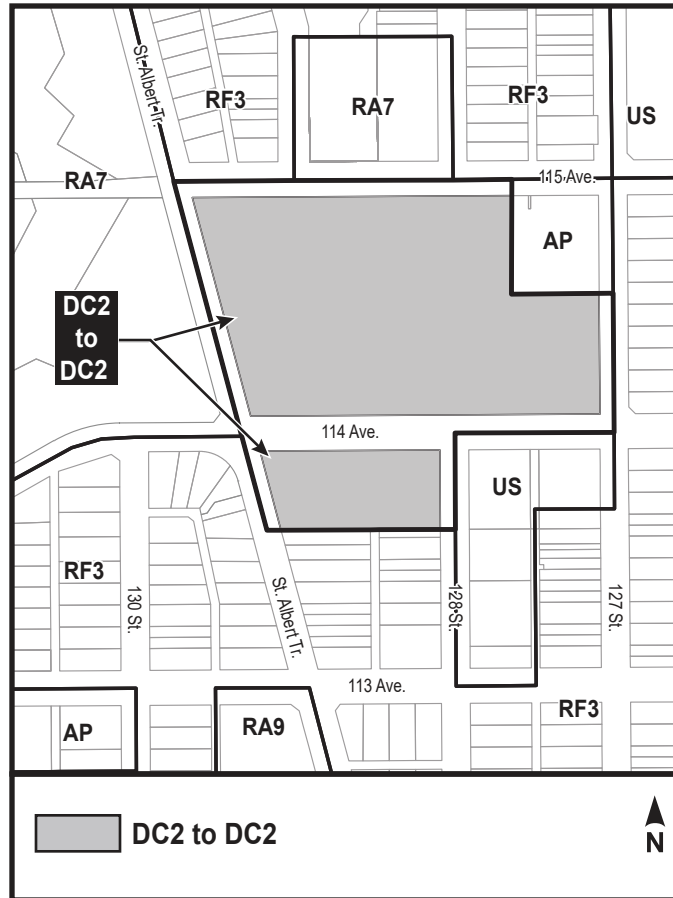 St. Albert Tr.
RF3
RA7
RF3
US
RA7
115 Ave.
AP
DC2
to
DC2
114 Ave.
US
RF3
130 St.
St. Albert Tr.
128 St.
127 St.
113 Ave.
AP
RA9
RF3
DC2 to DC2
N